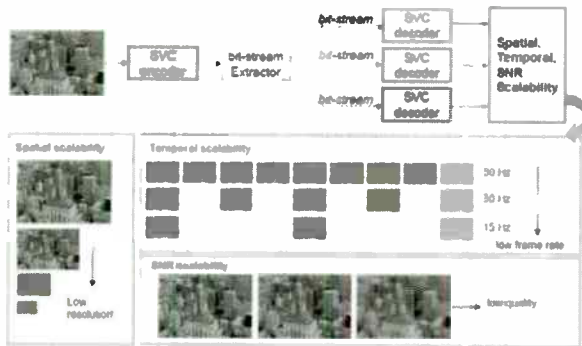 bit-stream
SVC
decoder
bit-stream
SVC
decoder
bit-stream
SVC
decoder
SVC
encoder
bit-stream
Extractor
Spatial,
Temporal,
SNR
Scalability
Spatial scalability
Low
resolution
Temporal scalability
30 Hz
15 Hz
low frame rate
SNR scalability
low quality